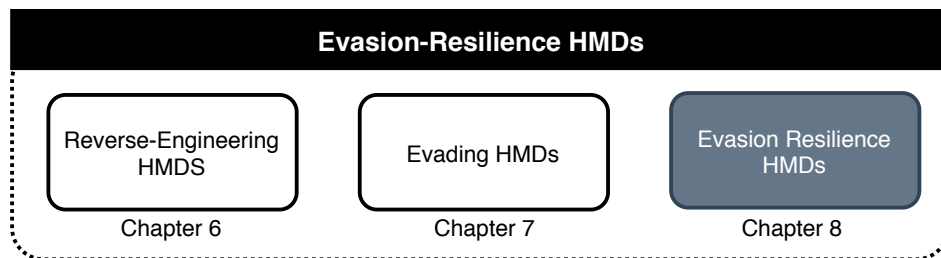 Evasion-Resilience HMDs
Reverse-Engineering
HMDS
Evading HMDs
Evasion Resilience
HMDs
Chapter 6
Chapter 7
Chapter 8